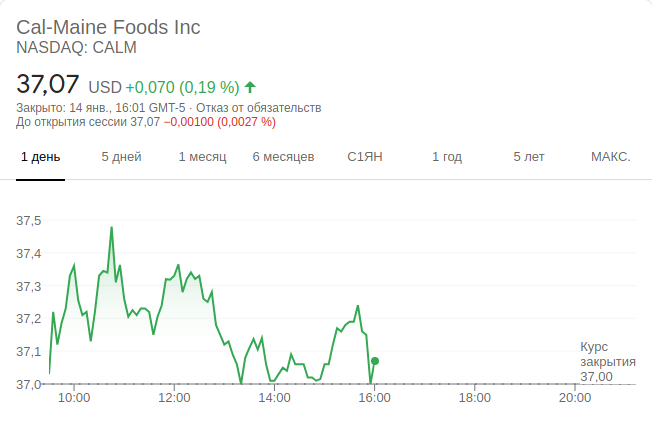 Cal-Maine Foods Inc
NASDAQ: CALM
37,07 USD +0,070 (0,19 %)
Закрыто: 14 янв., 16:01 GMT-5 · Отказ от обязательств
До открытия сессии 37,07 −0,00100 (0,0027 %)
1 день 5 дней 1 месяц 6 месяцев С1ЯН 1 год 5 лет МАКС.
37,5
37,4
37,3
37,2
37,1
37,0
Курс
закрытия
37,00
10:00 12:00 14:00 16:00 18:00 20:00